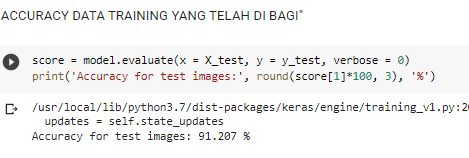 ACCURACY DATA TRAINING YANG TELAH DI BAGI"
score = model.evaluate(x = X_test, y = y_test, verbose = 0)
print('Accuracy for test images:', round(score[1]*100, 3), '%')
/usr/local/lib/python3.7/dist-packages/keras/engine/training_v1.py:20
updates = self.state_updates
Accuracy for test images: 91.207 %